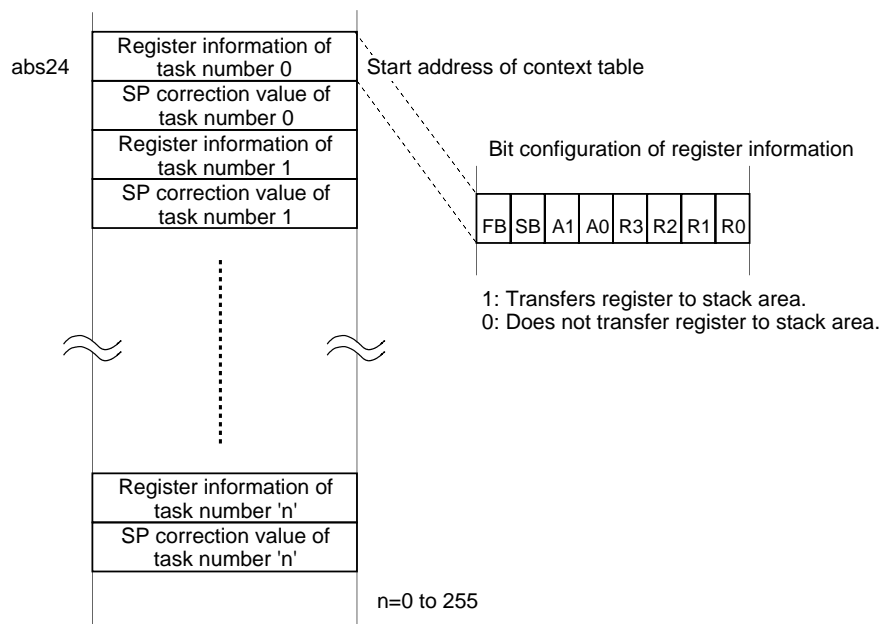 Register information of
task number 0
abs24
Start address of context table
SP correction value of
task number 0
Register information of
task number 1
SP correction value of
task number 1
Bit configuration of register information
FB SB A1 A0 R3 R2 R1 R0
1: Transfers register to stack area.
0: Does not transfer register to stack area.
Register information of
task number 'n'
SP correction value of
task number 'n'
n=0 to 255